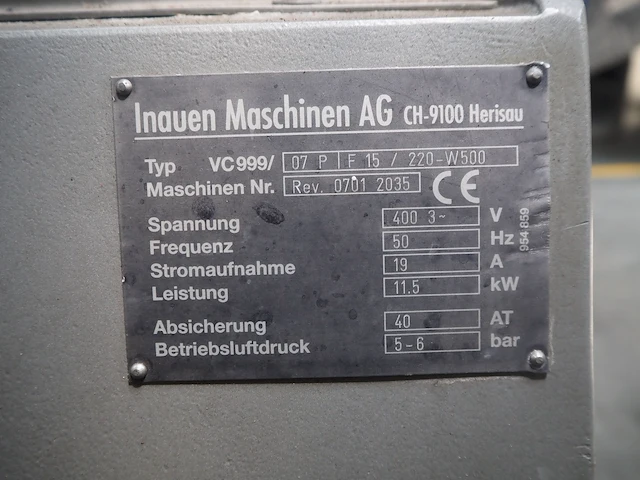 Inauen Maschinen AG CH-9100 Herisau
Typ VC999/ 07 P F 15 / 220-W500
Maschinen Nr. Rev. 0701 2035 CE
Spannung 400 3~ V
Frequenz 50 Hz
Stromaufnahme 19 A
Leistung 11.5 kW
Absicherung 40 AT
Betriebsluftdruck 5-6 bar
954 859